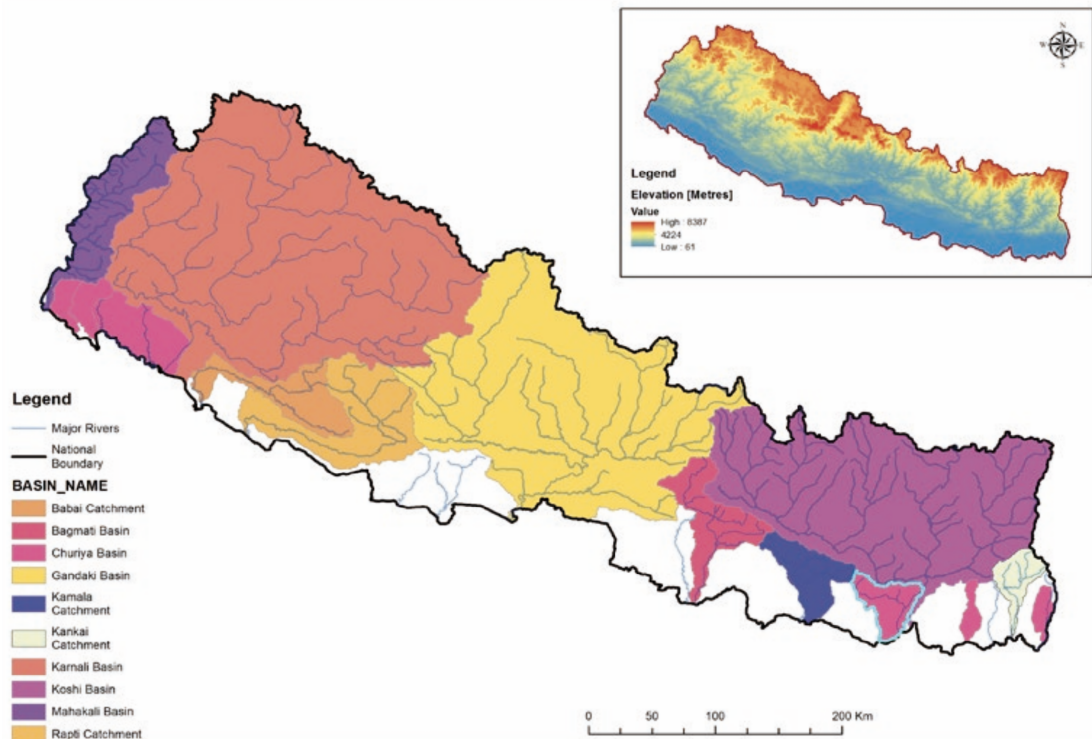 N
W E
S
Legend
Elevation [Metres]
Value
High : 8387
4224
Low : 61
Legend
Major Rivers
National
Boundary
BASIN_NAME
Babai Catchment
Bagmati Basin
Churiya Basin
Gandaki Basin
Kamala
Catchment
Kankai
Catchment
Karnali Basin
Koshi Basin
Mahakali Basin
Rapti Catchment
0 50 100 200 Km